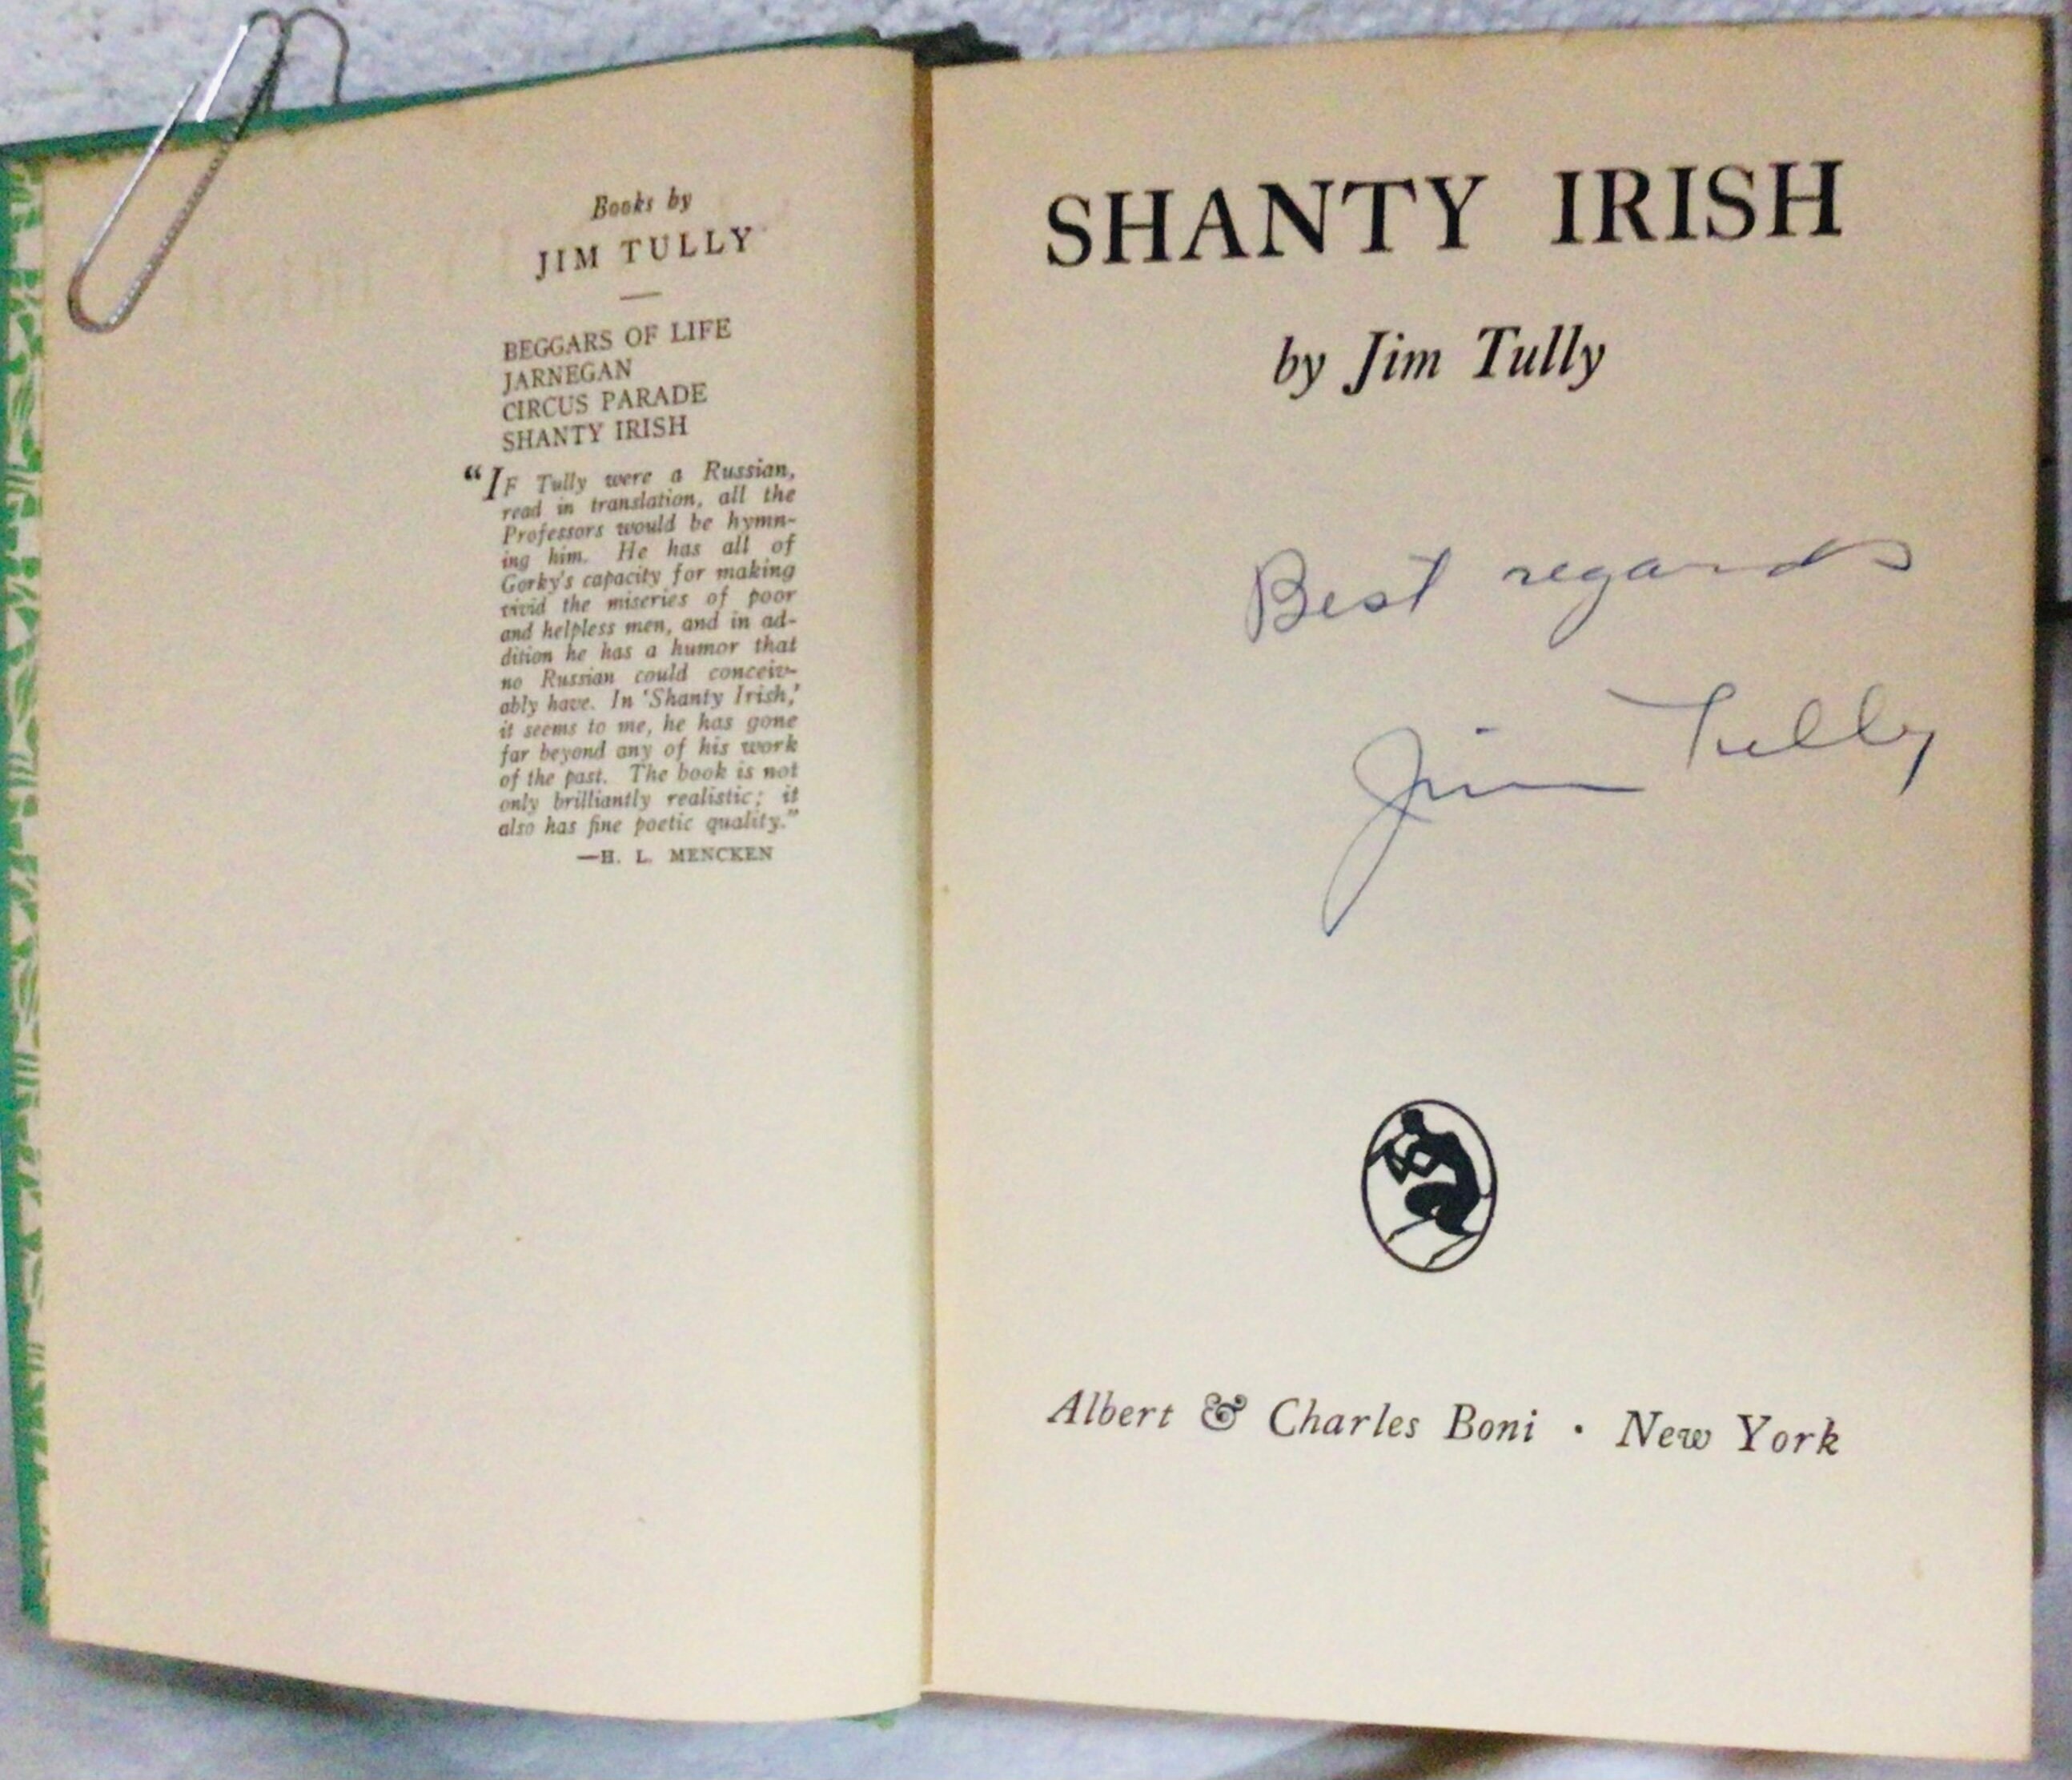 Books by
JIM TULLY
BEGGARS OF LIFE
JARNEGAN
CIRCUS PARADE
SHANTY IRISH
“IF Tully were a Russian,
read in translation, all the
Professors would be hymn-
ing him. He has all of
Gorky's capacity for making
vivid the miseries of poor
and helpless men, and in ad-
dition he has a humor that
no Russian could conceiv-
ably have. In 'Shanty Irish,'
it seems to me, he has gone
far beyond any of his work
of the past. The book is not
only brilliantly realistic; it
also has fine poetic quality.”
—H. L. MENCKEN
SHANTY IRISH
by Jim Tully
Best regards
Jim Tully
Albert & Charles Boni · New York